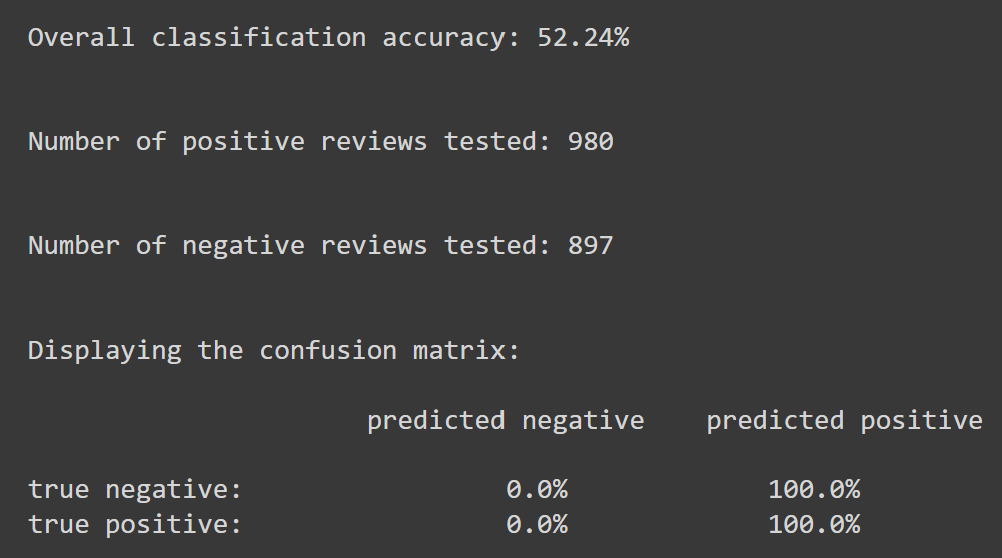 Overall classification accuracy: 52.24%
Number of positive reviews tested: 980
Number of negative reviews tested: 897
Displaying the confusion matrix:
predicted negative predicted positive
true negative: 0.0% 100.0%
true positive: 0.0% 100.0%